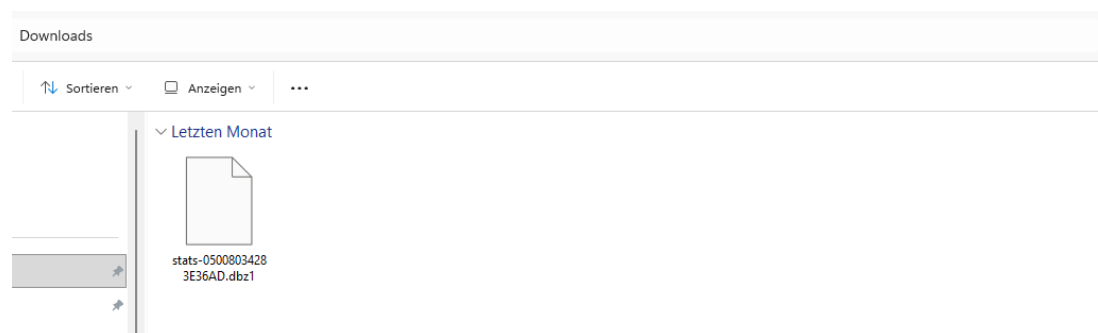 Downloads
Sortieren
Anzeigen
Letzten Monat
stats-0500803428
3E36AD.dbz1